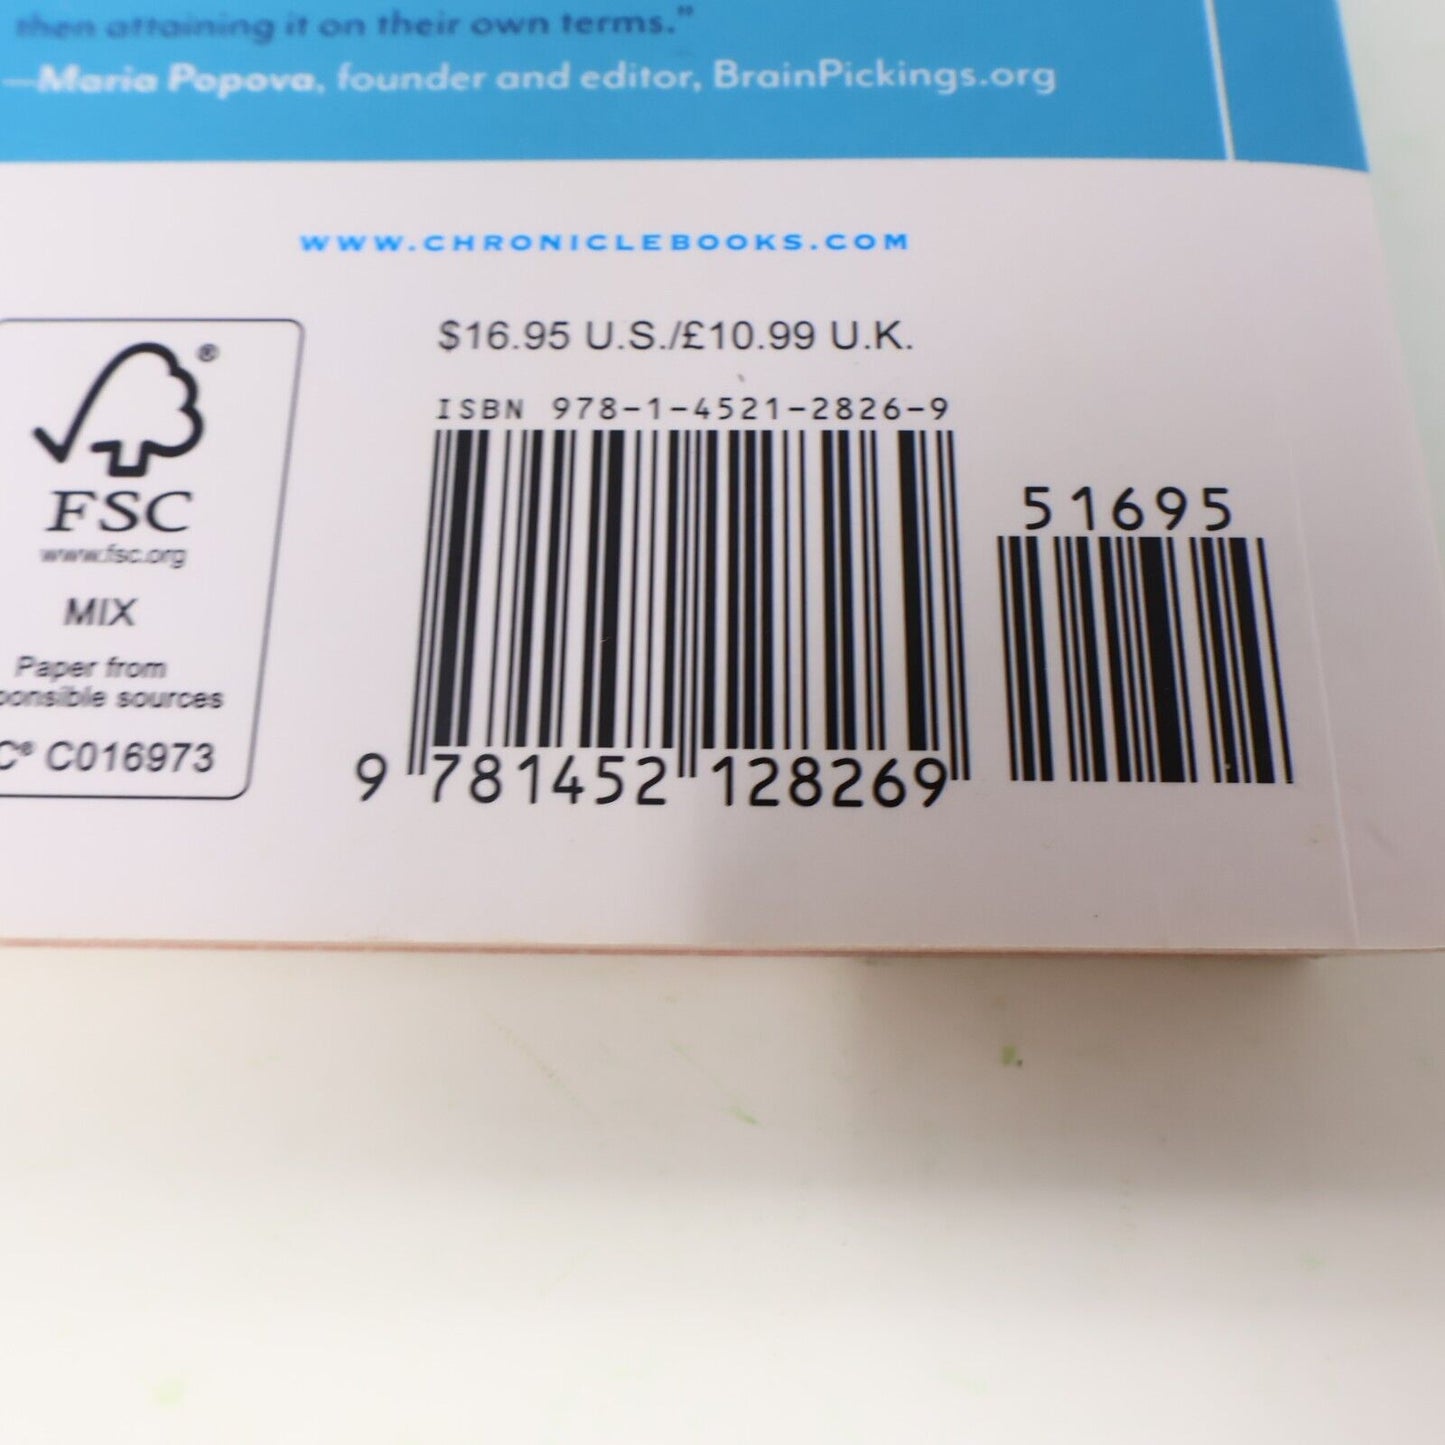 then attaining it on their own terms."
—Maria Popova, founder and editor, BrainPickings.org
WWW.CHRONICLEBOOKS.COM
$16.95 U.S./£10.99 U.K.
ISBN 978-1-4521-2826-9
51695
9 781452 128269
®
FSC
www.fsc.org
MIX
Paper from
ponsible sources
C® C016973